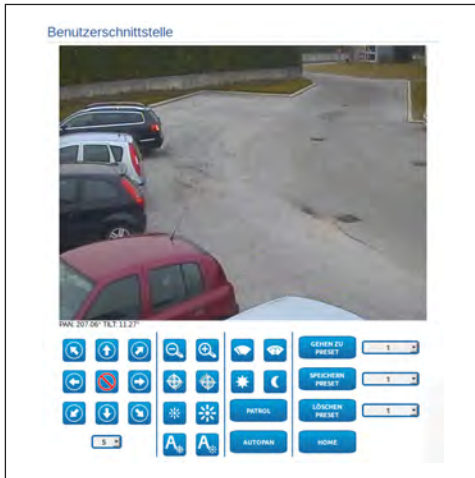 Benutzerschnittstelle
PAN: 207.06° TILT: 11.27°
GEHEN ZU PRESET 1
SPEICHERN PRESET 1
LÖSCHEN PRESET 1
PATROL
5
A A
AUTOPAN
HOME